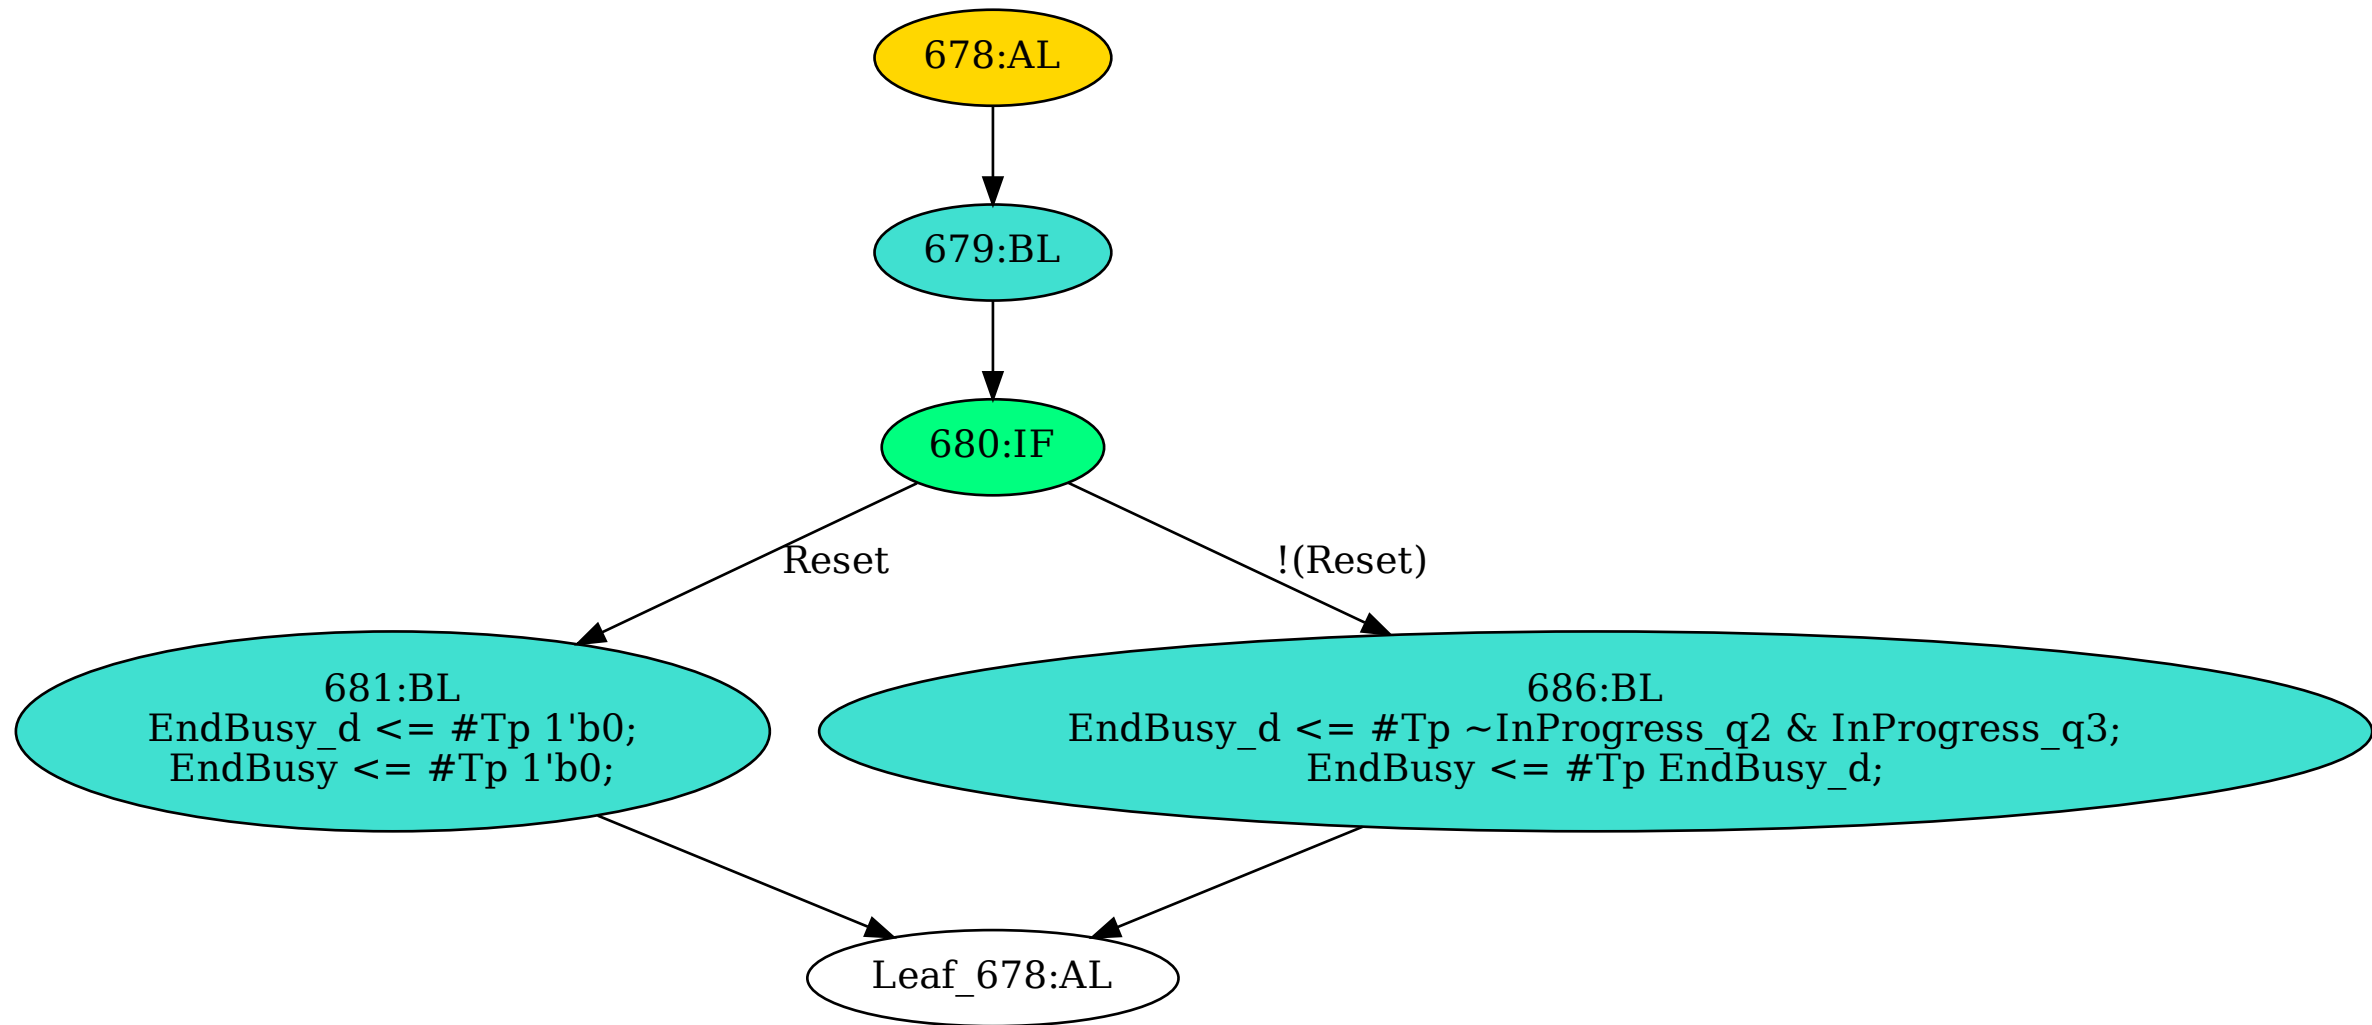 678:AL
679:BL
680:IF
Reset
!(Reset)
681:BL
EndBusy_d <= #Tp 1'b0;
EndBusy <= #Tp 1'b0;
686:BL
EndBusy_d <= #Tp ~InProgress_q2 & InProgress_q3;
EndBusy <= #Tp EndBusy_d;
Leaf_678:AL